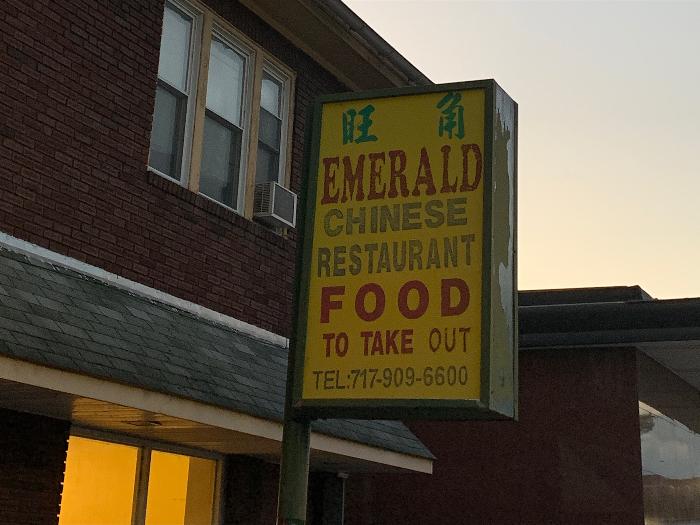 旺 角
EMERALD
CHINESE
RESTAURANT
FOOD
TO TAKE OUT
TEL:717-909-6600